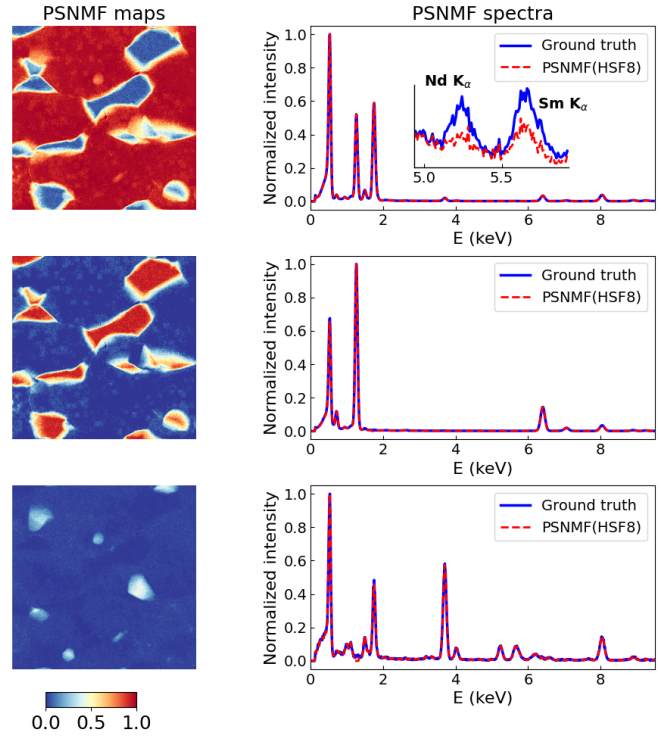 PSNMF maps
PSNMF spectra
Normalized intensity
1.0
0.8
0.6
0.4
0.2
0.0
Ground truth
PSNMF(HSF8)
Nd Kα
Sm Kα
5.0 5.5
0 2 4 6 8
E (keV)
Normalized intensity
1.0
0.8
0.6
0.4
0.2
0.0
Ground truth
PSNMF(HSF8)
0 2 4 6 8
E (keV)
Normalized intensity
1.0
0.8
0.6
0.4
0.2
0.0
Ground truth
PSNMF(HSF8)
0 2 4 6 8
E (keV)
0.0 0.5 1.0